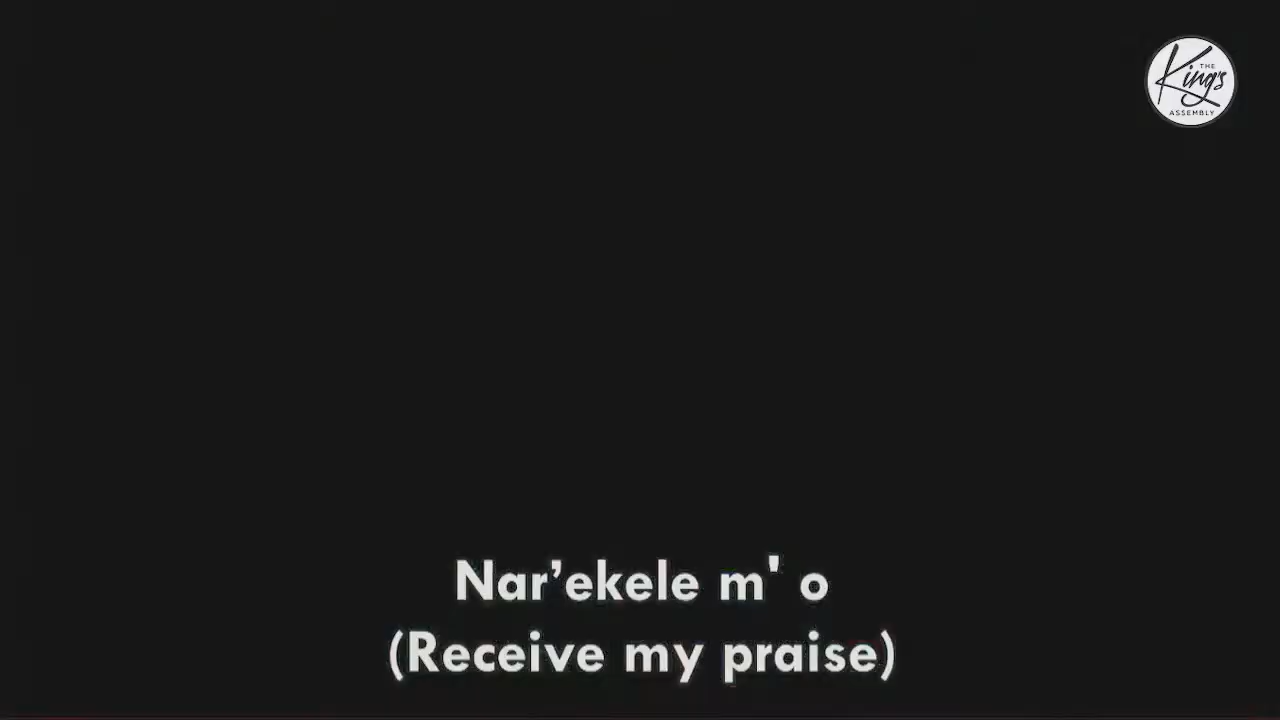 THE
King's
ASSEMBLY
Nar’ekele m' o
(Receive my praise)